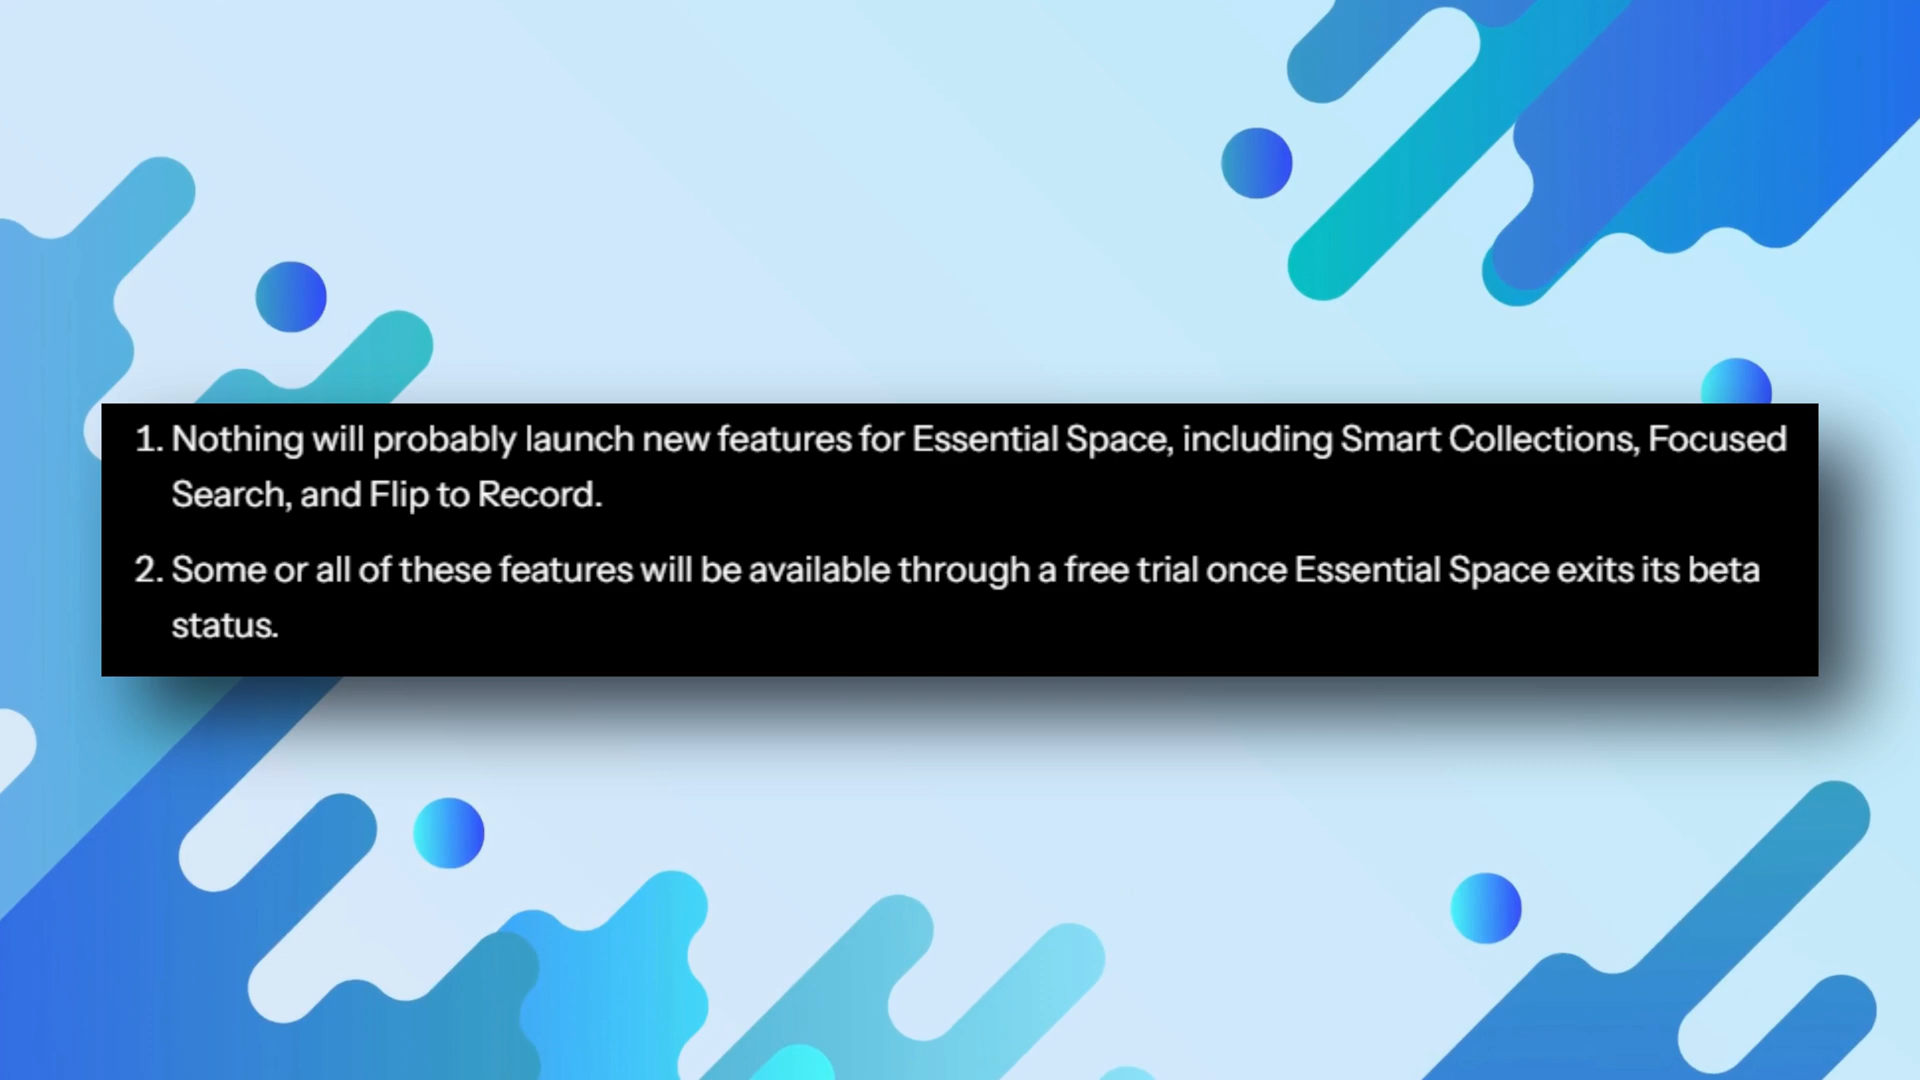 1. Nothing will probably launch new features for Essential Space, including Smart Collections, Focused
Search, and Flip to Record.
2. Some or all of these features will be available through a free trial once Essential Space exits its beta
status.